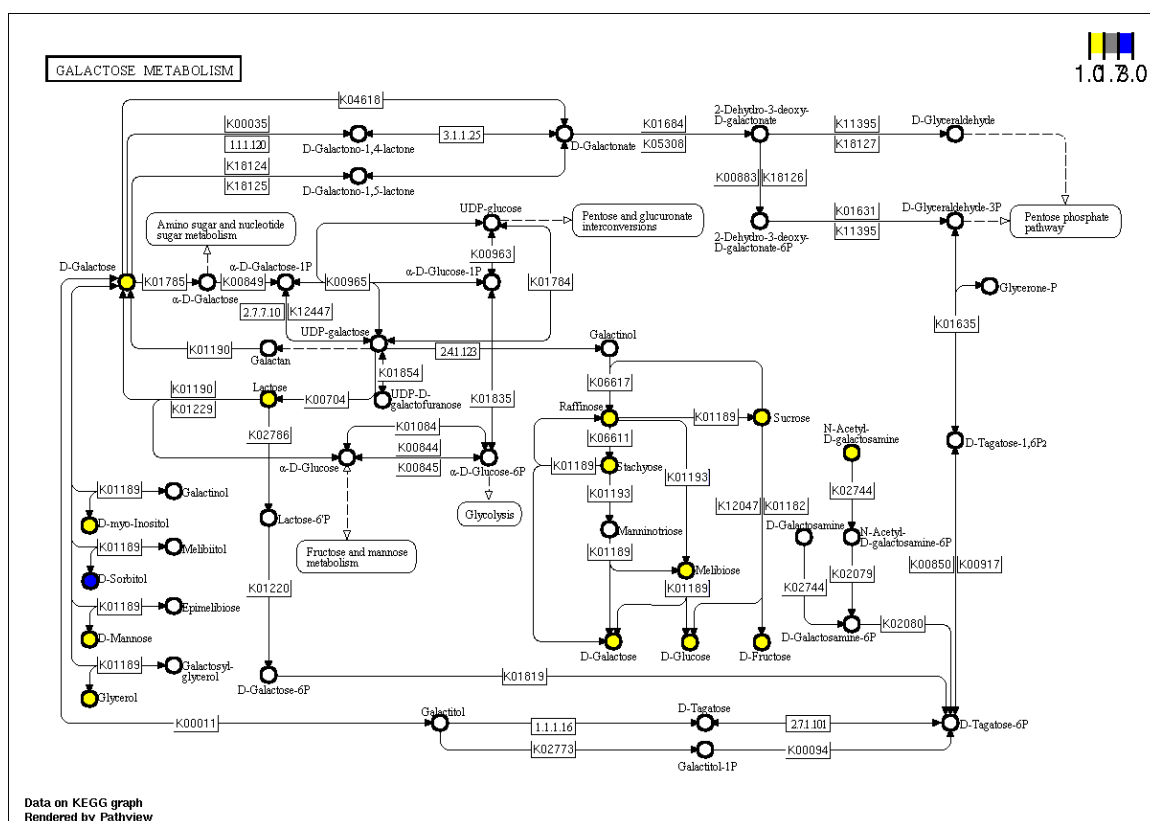 GALACTOSE METABOLISM
K04618
K00035
1.1.1.120
D-Galactono-1,4-lactone
3.1.1.25
D-Galactonate
K01684
K05308
2-Dehydro-3-deoxy-
D-galactonate
K11395
K18127
D-Glyceraldehyde
K18124
K18125
D-Galactono-1,5-lactone
K00883
K18126
Amino sugar and nucleotide
sugar metabolism
UDP-glucose
Pentose and glucuronate
interconversions
2-Dehydro-3-deoxy-
D-galactonate-6P
K01631
K11395
D-Glyceraldehyde-3P
Pentose phosphate
pathway
D-Galactose
K01785
α-D-Galactose
K00849
α-D-Galactose-1P
K00965
α-D-Glucose-1P
K00963
K01784
Glycerone-P
2.7.7.10
K12447
UDP-galactose
K01635
K01190
Galactan
2.4.1.123
Galactinol
K01854
UDP-D-
galactofuranose
K01190
K01229
Lactose
K00704
K01835
K06617
Raffinose
K01189
Sucrose
N-Acetyl-
D-galactosamine
D-Tagatose-1,6P2
K02786
K01084
K00844
K00845
α-D-Glucose
α-D-Glucose-6P
K06611
K01189
Stachyose
K01193
K01193
K02744
Galactinol
K01189
D-myo-Inositol
Lactose-6'P
Glycolysis
Manninotriose
K12047
K01182
D-Galactosamine
N-Acetyl-
D-galactosamine-6P
Melibiitol
K01189
D-Sorbitol
Fructose and mannose
metabolism
K01189
Melibiose
K01189
K02079
K02744
K00850
K00917
K01220
Epimelibiose
K01189
D-Mannose
D-Galactose
D-Glucose
D-Fructose
D-Galactosamine-6P
K02080
Galactosyl-
glycerol
K01189
Glycerol
D-Galactose-6P
K01819
K00011
Galactitol
1.1.1.16
D-Tagatose
2.7.1.101
D-Tagatose-6P
K02773
Galactitol-1P
K00094
Data on KEGG graph
Rendered by Pathview